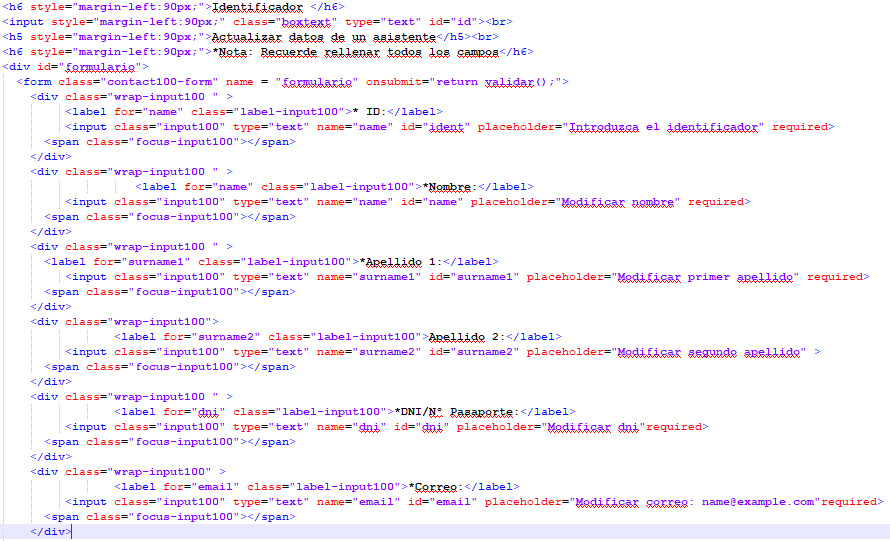 <h6 style="margin-left:90px;">Identificador </h6>
<input style="margin-left:90px;" class="boxtext" type="text" id="id"><br>
<h5 style="margin-left:90px;">Actualizar datos de un asistente</h5><br>
<h6 style="margin-left:90px;">*Nota: Recuerde rellenar todos los campos</h6>
<div id="formulario">
<form class="contact100-form" name = "formulario" onsubmit="return validar();">
<div class="wrap-input100 " >
<label for="name" class="label-input100">* ID:</label>
<input class="input100" type="text" name="name" id="ident" placeholder="Introduzca el identificador" required>
<span class="focus-input100"></span>
</div>
<div class="wrap-input100 " >
<label for="name" class="label-input100">*Nombre:</label>
<input class="input100" type="text" name="name" id="name" placeholder="Modificar nombre" required>
<span class="focus-input100"></span>
</div>
<div class="wrap-input100 " >
<label for="surname1" class="label-input100">*Apellido 1:</label>
<input class="input100" type="text" name="surname1" id="surname1" placeholder="Modificar primer apellido" required>
<span class="focus-input100"></span>
</div>
<div class="wrap-input100">
<label for="surname2" class="label-input100">Apellido 2:</label>
<input class="input100" type="text" name="surname2" id="surname2" placeholder="Modificar segundo apellido" >
<span class="focus-input100"></span>
</div>
<div class="wrap-input100 " >
<label for="dni" class="label-input100">*DNI/Nº Pasaporte:</label>
<input class="input100" type="text" name="dni" id="dni" placeholder="Modificar dni"required>
<span class="focus-input100"></span>
</div>
<div class="wrap-input100" >
<label for="email" class="label-input100">*Correo:</label>
<input class="input100" type="text" name="email" id="email" placeholder="Modificar correo: name@example.com"required>
<span class="focus-input100"></span>
</div>